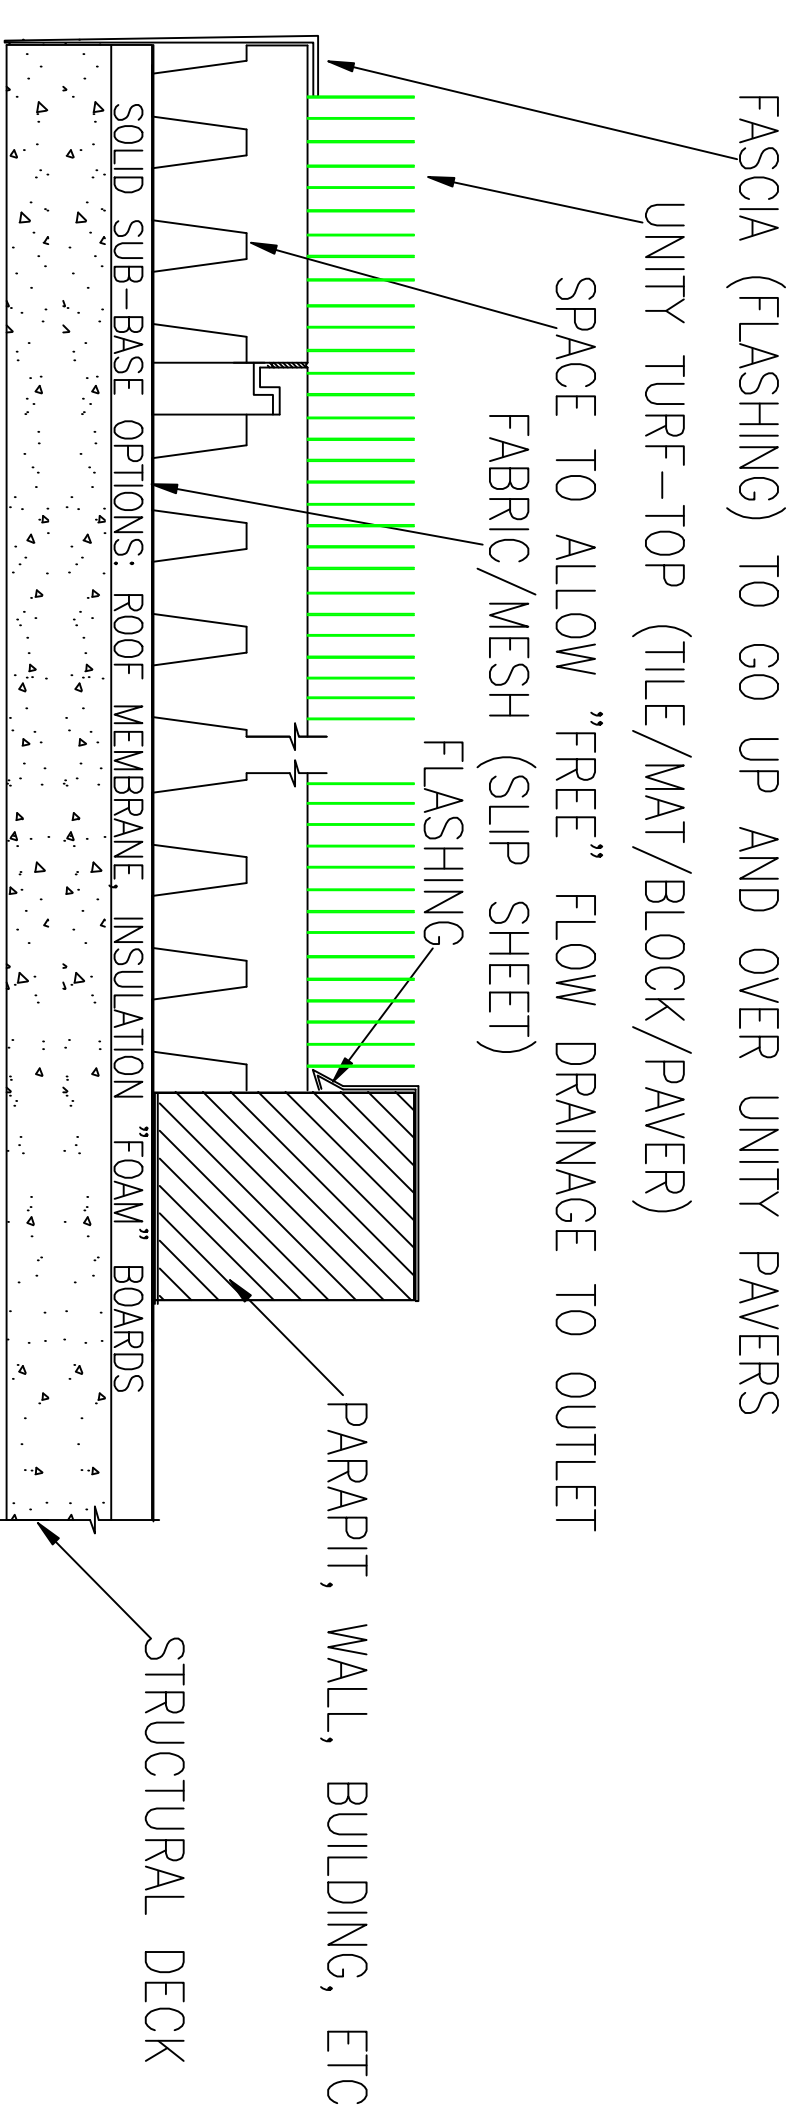 FASCIA (FLASHING) TO GO UP AND OVER UNITY PAVERS
UNITY TURF-TOP (TILE/MAT/BLOCK/PAVER)
SPACE TO ALLOW "FREE" FLOW DRAINAGE TO OUTLET
FABRIC/MESH (SLIP SHEET)
FLASHING
PARAPIT, WALL, BUILDING, ETC
STRUCTURAL DECK
SOLID SUB-BASE OPTIONS: ROOF MEMBRANE, INSULATION "FOAM" BOARDS